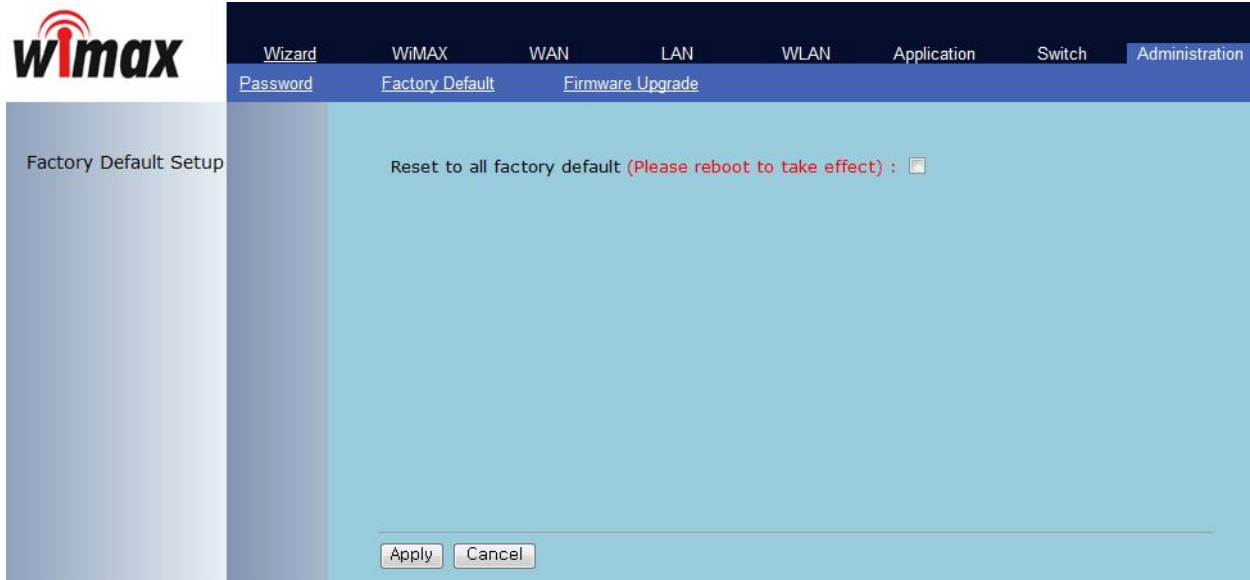 wimax
Wizard WiMAX WAN LAN WLAN Application Switch Administration
Password Factory Default Firmware Upgrade
Factory Default Setup
Reset to all factory default (Please reboot to take effect) :
Apply Cancel